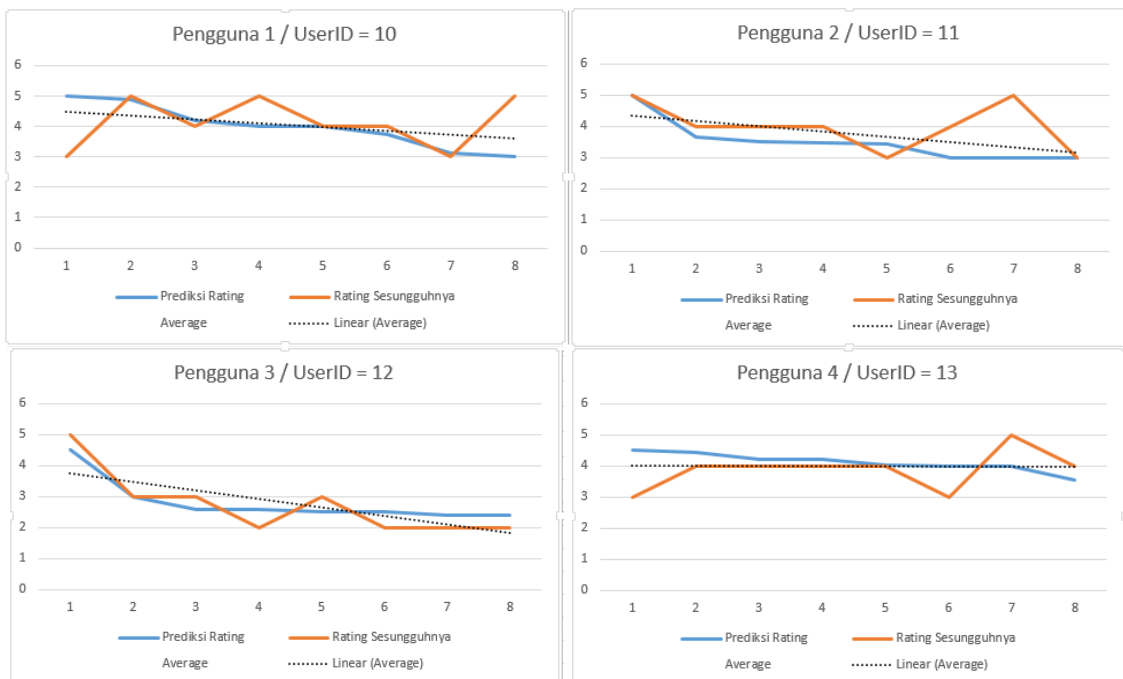 Pengguna 1 / UserID = 10
6
5
4
3
2
1
0
1 2 3 4 5 6 7 8
Prediksi Rating Rating Sesungguhnya
Average Linear (Average)
Pengguna 2 / UserID = 11
6
5
4
3
2
1
0
1 2 3 4 5 6 7 8
Prediksi Rating Rating Sesungguhnya
Average Linear (Average)
Pengguna 3 / UserID = 12
6
5
4
3
2
1
0
1 2 3 4 5 6 7 8
Prediksi Rating Rating Sesungguhnya
Average Linear (Average)
Pengguna 4 / UserID = 13
6
5
4
3
2
1
0
1 2 3 4 5 6 7 8
Prediksi Rating Rating Sesungguhnya
Average Linear (Average)